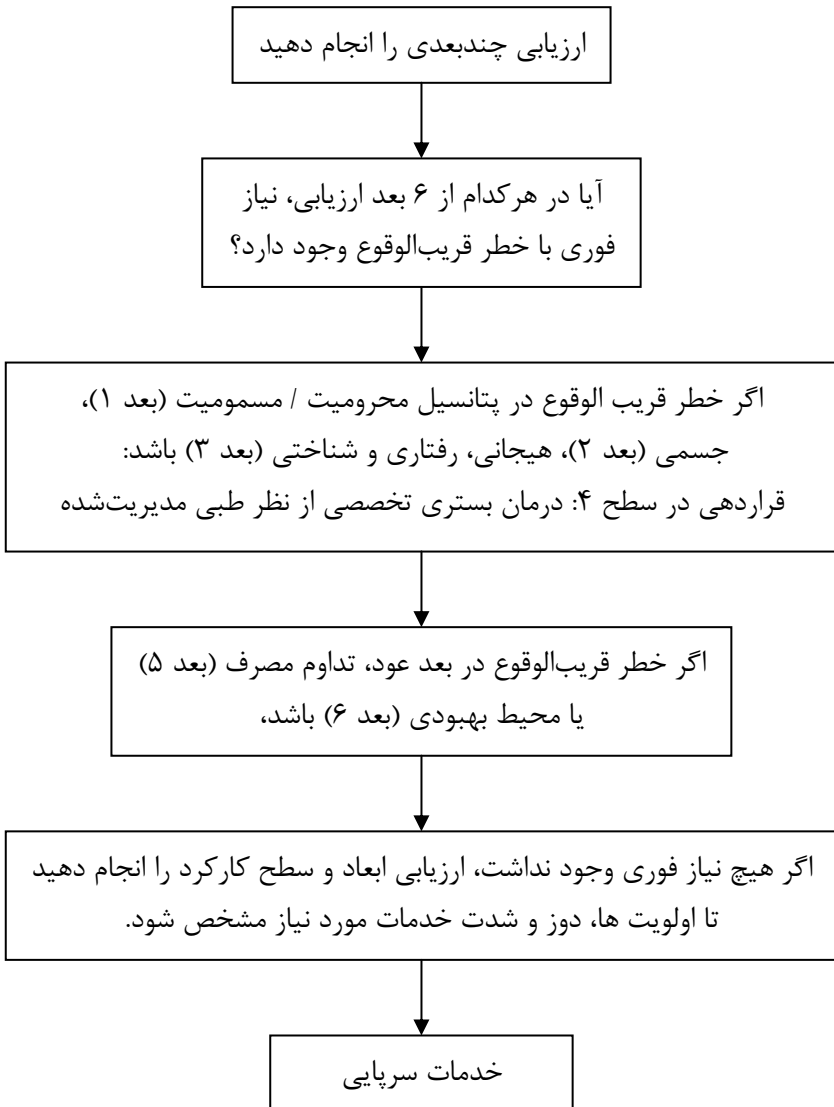 ارزیابی چندبعدی را انجام دهید
آیا در هرکدام از ۶ بعد ارزیابی، نیاز
فوری با خطر قریب‌الوقوع وجود دارد؟
اگر خطر قریب الوقوع در پتانسیل محرومیت / مسمومیت (بعد ۱)،
جسمی (بعد ۲)، هیجانی، رفتاری و شناختی (بعد ۳) باشد:
قراردهی در سطح ۴: درمان بستری تخصصی از نظر طبی مدیریت‌شده
اگر خطر قریب‌الوقوع در بعد عود، تداوم مصرف (بعد ۵)
یا محیط بهبودی (بعد ۶) باشد،
اگر هیچ نیاز فوری وجود نداشت، ارزیابی ابعاد و سطح کارکرد را انجام دهید
تا اولویت ها، دوز و شدت خدمات مورد نیاز مشخص شود.
خدمات سرپایی